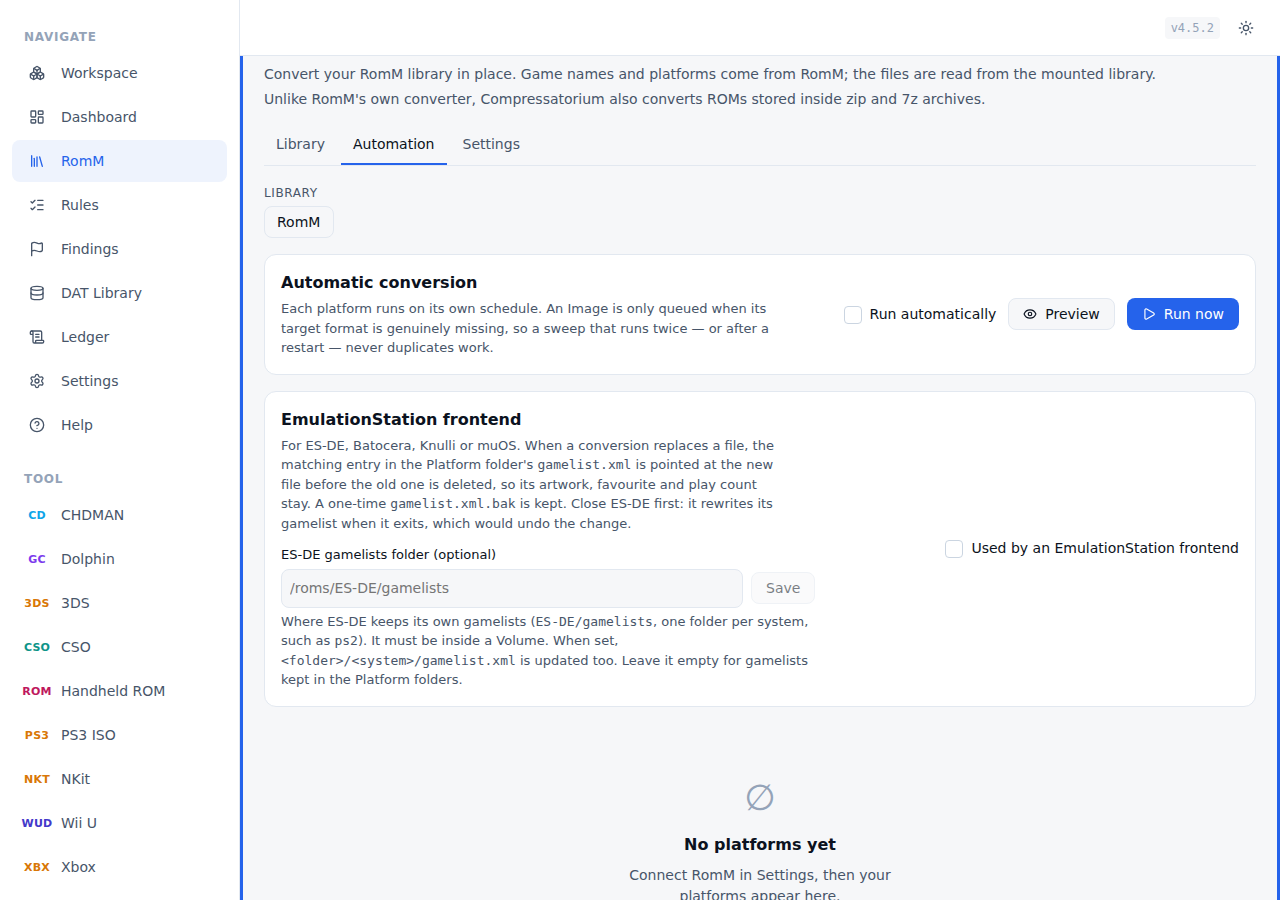 NAVIGATE
Workspace
Dashboard
RomM
Rules
Findings
DAT Library
Ledger
Settings
Help
TOOL
CD CHDMAN
GC Dolphin
3DS 3DS
CSO CSO
ROM Handheld ROM
PS3 PS3 ISO
NKT NKit
WUD Wii U
XBX Xbox
v4.5.2
Convert your RomM library in place. Game names and platforms come from RomM; the files are read from the mounted library.
Unlike RomM's own converter, Compressatorium also converts ROMs stored inside zip and 7z archives.
Library Automation Settings
LIBRARY
RomM
Automatic conversion
Each platform runs on its own schedule. An Image is only queued when its
target format is genuinely missing, so a sweep that runs twice — or after a
restart — never duplicates work.
Run automatically Preview Run now
EmulationStation frontend
For ES-DE, Batocera, Knulli or muOS. When a conversion replaces a file, the
matching entry in the Platform folder's gamelist.xml is pointed at the new
file before the old one is deleted, so its artwork, favourite and play count
stay. A one-time gamelist.xml.bak is kept. Close ES-DE first: it rewrites its
gamelist when it exits, which would undo the change.
ES-DE gamelists folder (optional)
/roms/ES-DE/gamelists Save
Where ES-DE keeps its own gamelists (ES-DE/gamelists, one folder per system,
such as ps2). It must be inside a Volume. When set,
<folder>/<system>/gamelist.xml is updated too. Leave it empty for gamelists
kept in the Platform folders.
Used by an EmulationStation frontend
No platforms yet
Connect RomM in Settings, then your
platforms appear here.